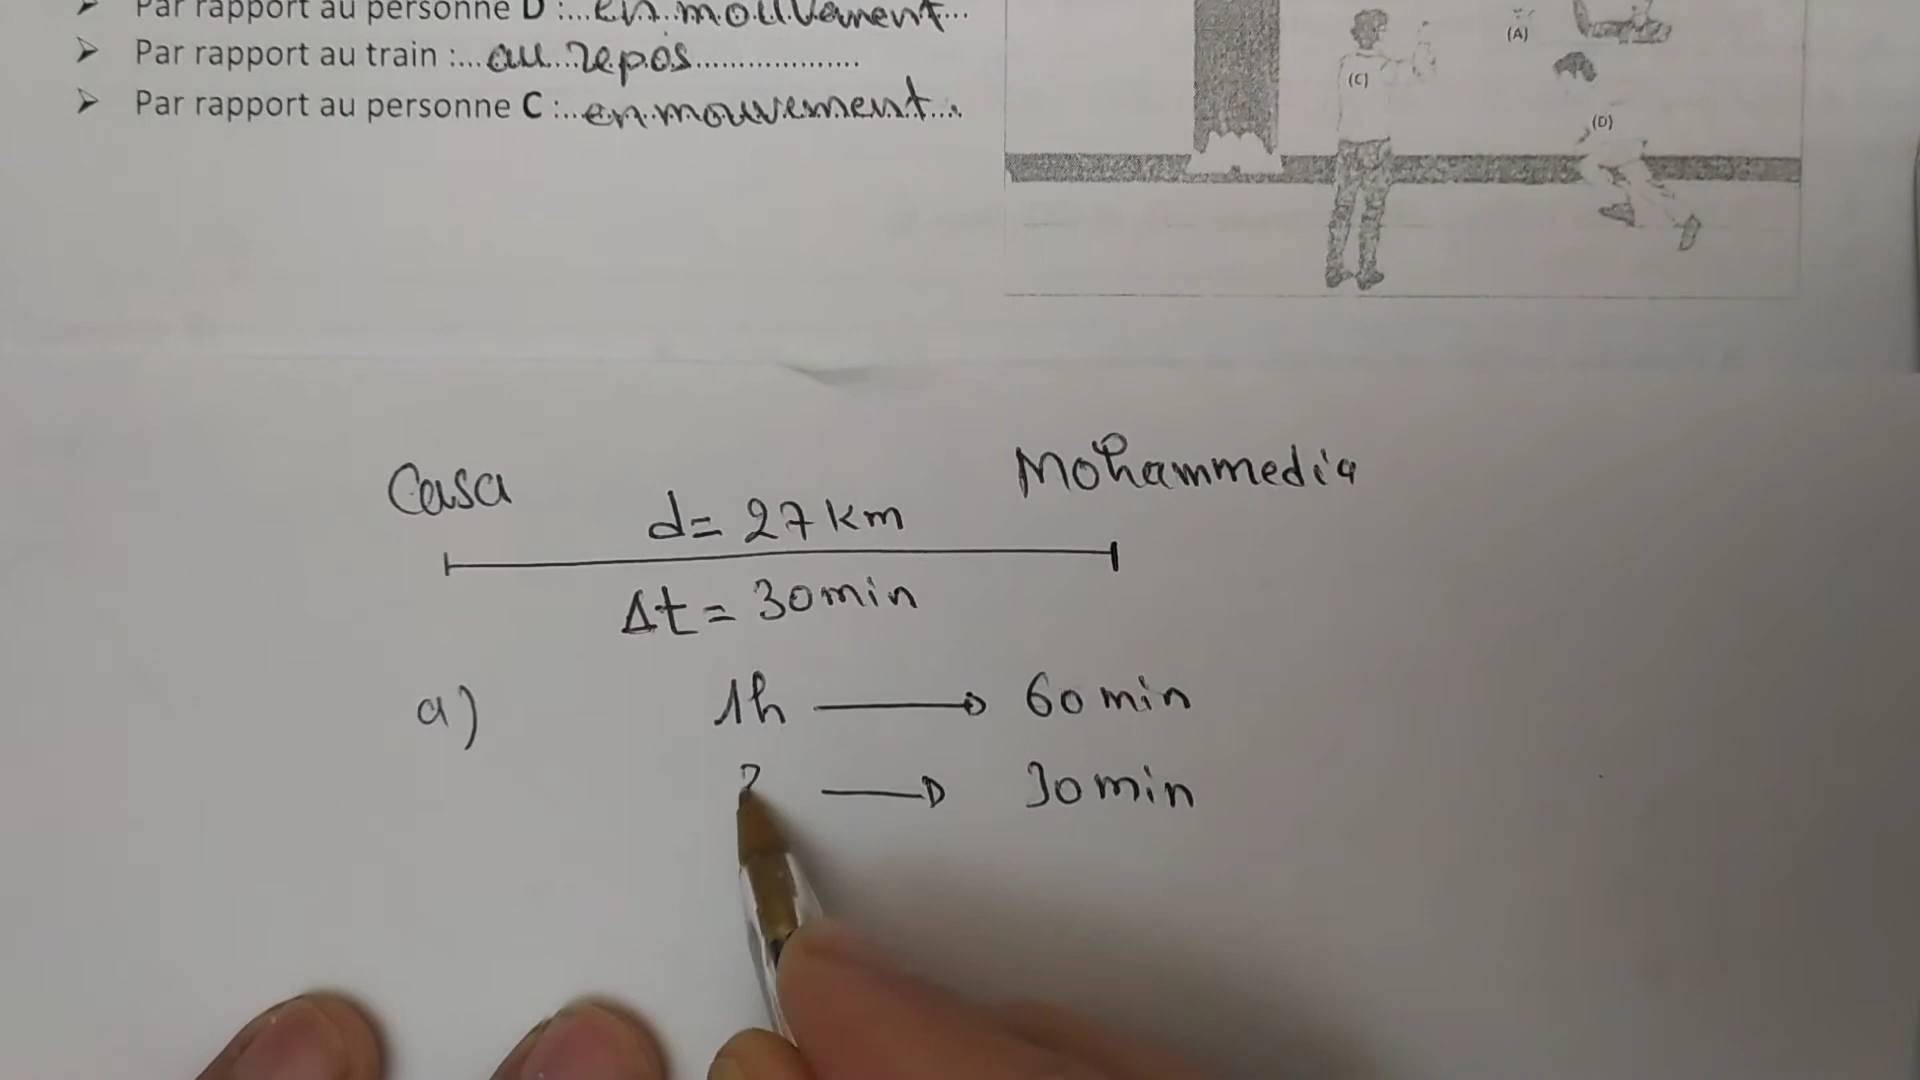 Par rapport au personne D :...en mouvement...
Par rapport au train :...au repos..................
Par rapport au personne C :...en mouvement...
(A)
(C)
(D)
Casa
Mohammedia
d = 27 km
Δt = 30 min
a)
1h → 60 min
? → 30 min